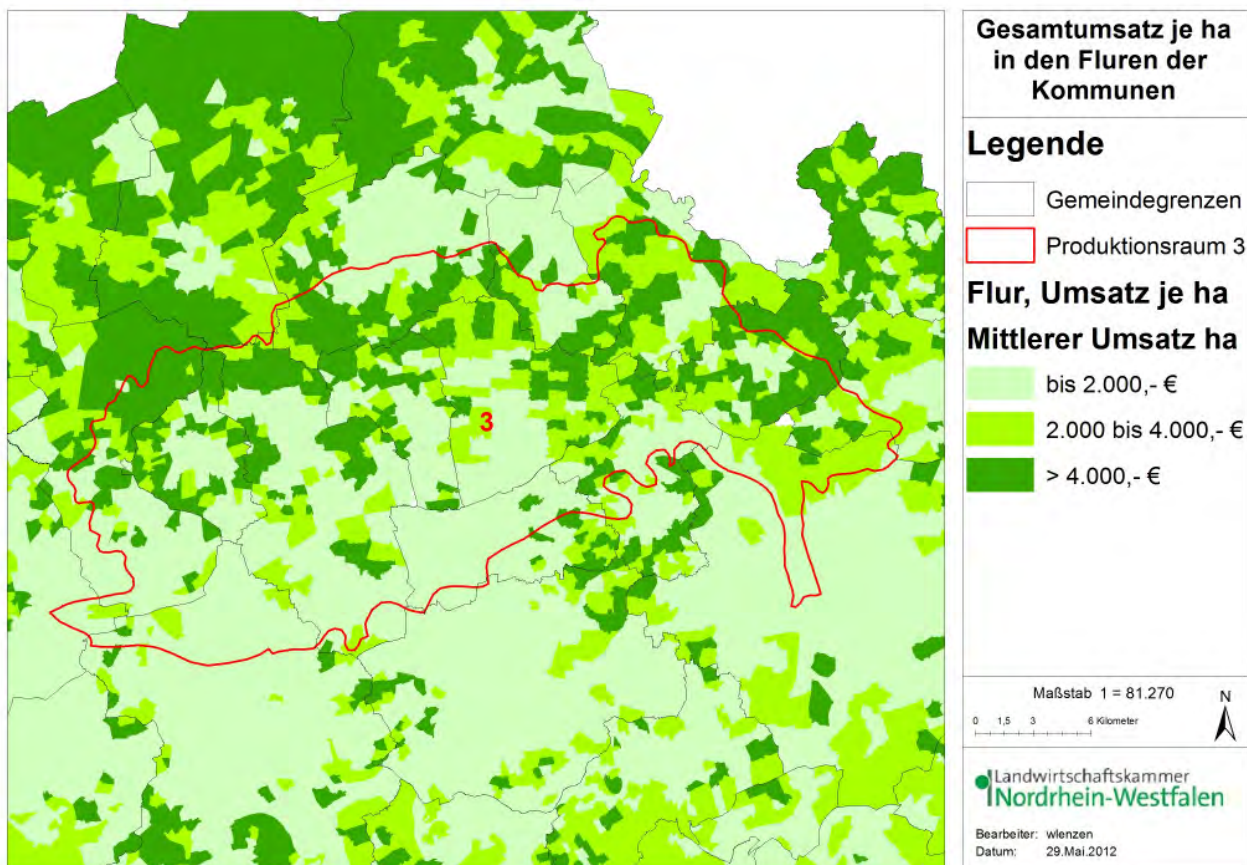 Gesamtumsatz je ha
in den Fluren der
Kommunen
Legende
Gemeindegrenzen
Produktionsraum 3
Flur, Umsatz je ha
Mittlerer Umsatz ha
bis 2.000,- €
2.000 bis 4.000,- €
> 4.000,- €
3
Maßstab 1 = 81.270
N
0 1,5 3 6 Kilometer
Landwirtschaftskammer
Nordrhein-Westfalen
Bearbeiter: wlenzen
Datum: 29.Mai.2012